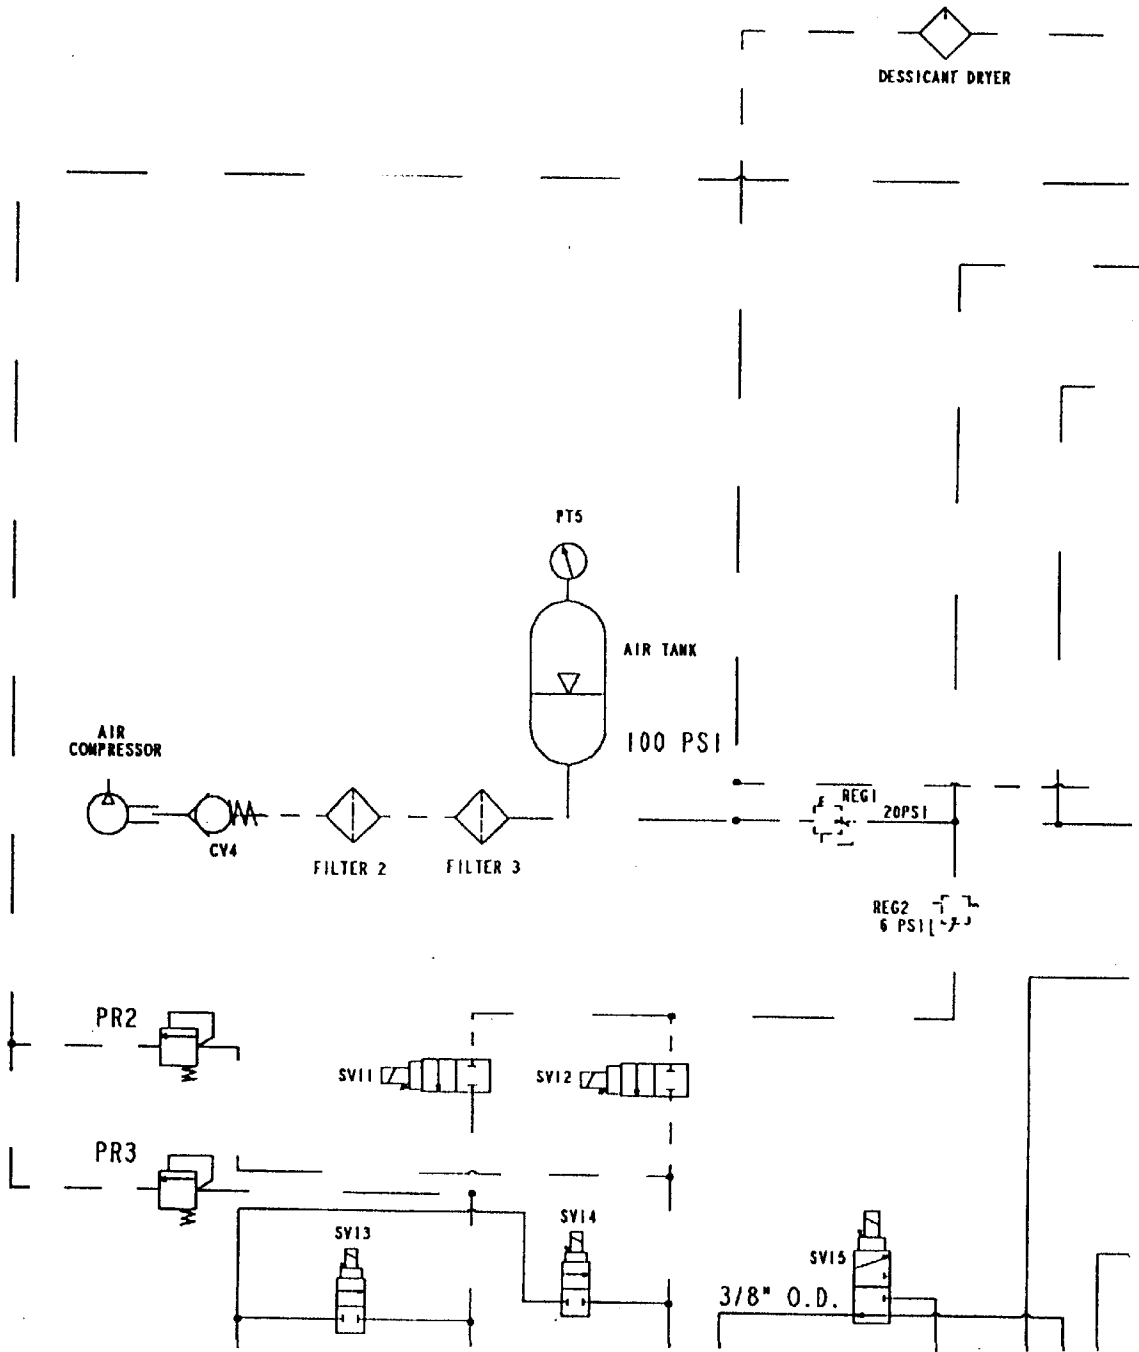 DESSICANT DRYER
PT5
AIR TANK
100 PSI
AIR
COMPRESSOR
REG1
20PSI
CV4
FILTER 2
FILTER 3
REG2
6 PSI
PR2
SV11
SV12
PR3
SV13
SV14
SV15
3/8" O.D.